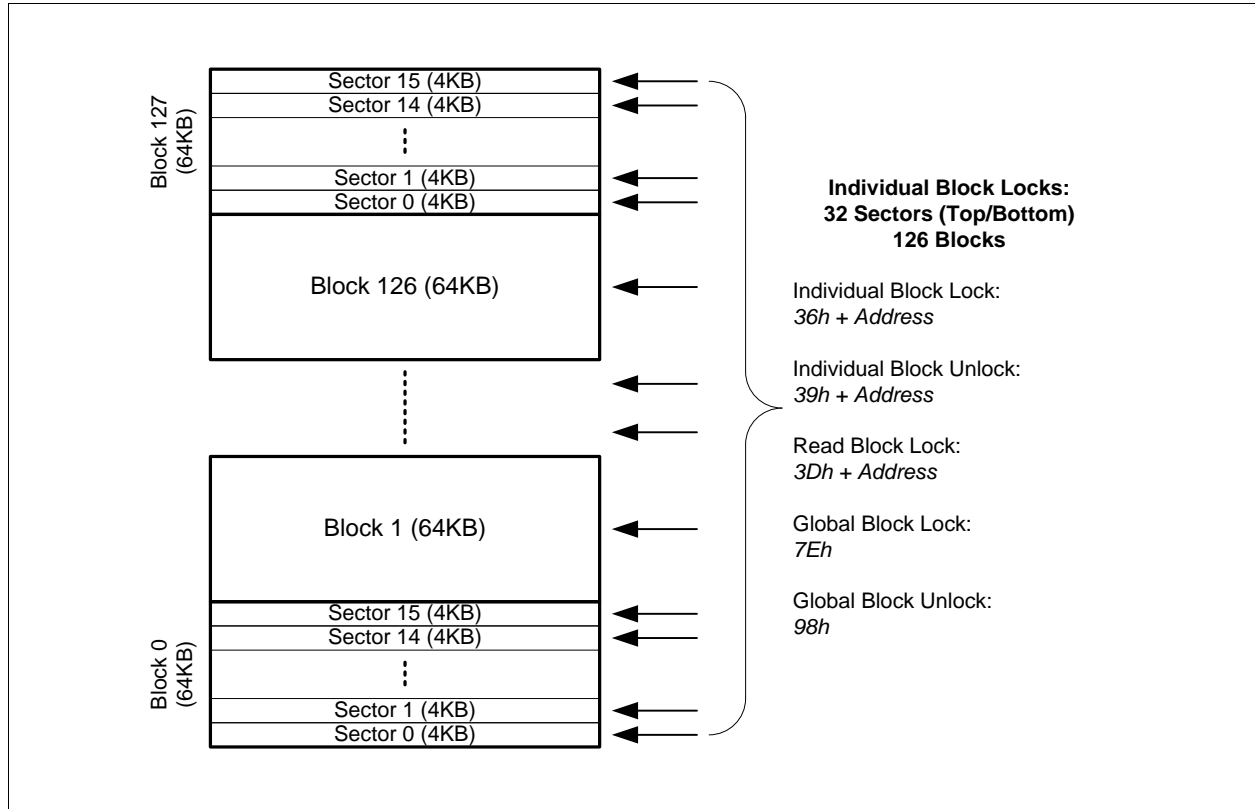 Block 127
(64KB)
Sector 15 (4KB)
Sector 14 (4KB)
Sector 1 (4KB)
Sector 0 (4KB)
Block 126 (64KB)
Block 1 (64KB)
Block 0
(64KB)
Sector 15 (4KB)
Sector 14 (4KB)
Sector 1 (4KB)
Sector 0 (4KB)
Individual Block Locks:
32 Sectors (Top/Bottom)
126 Blocks
Individual Block Lock:
36h + Address
Individual Block Unlock:
39h + Address
Read Block Lock:
3Dh + Address
Global Block Lock:
7Eh
Global Block Unlock:
98h